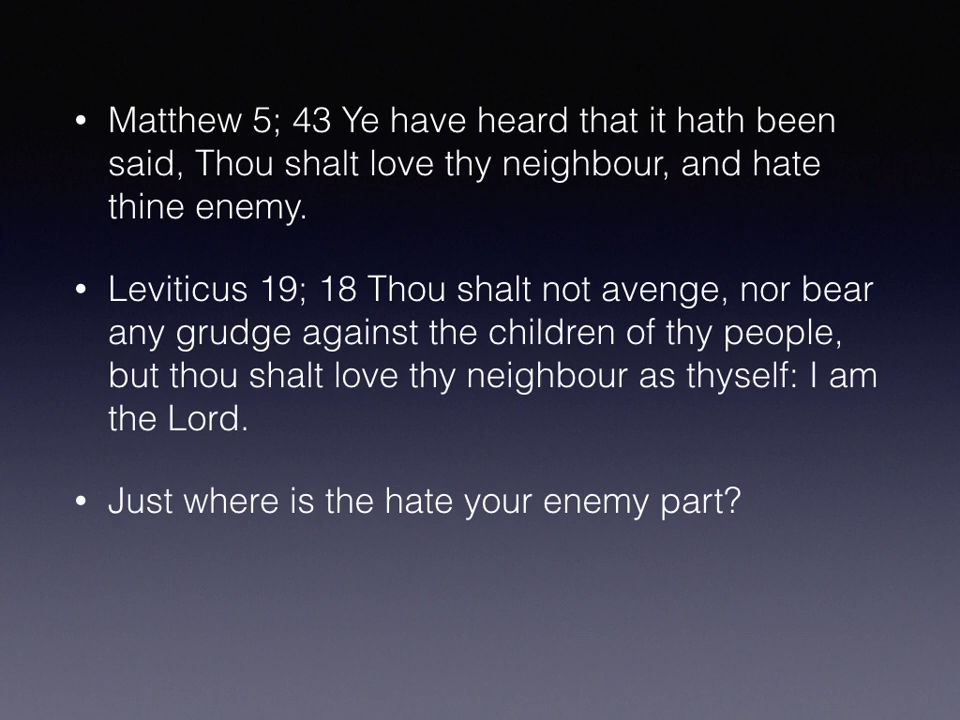 • Matthew 5; 43 Ye have heard that it hath been
said, Thou shalt love thy neighbour, and hate
thine enemy.
• Leviticus 19; 18 Thou shalt not avenge, nor bear
any grudge against the children of thy people,
but thou shalt love thy neighbour as thyself: I am
the Lord.
• Just where is the hate your enemy part?